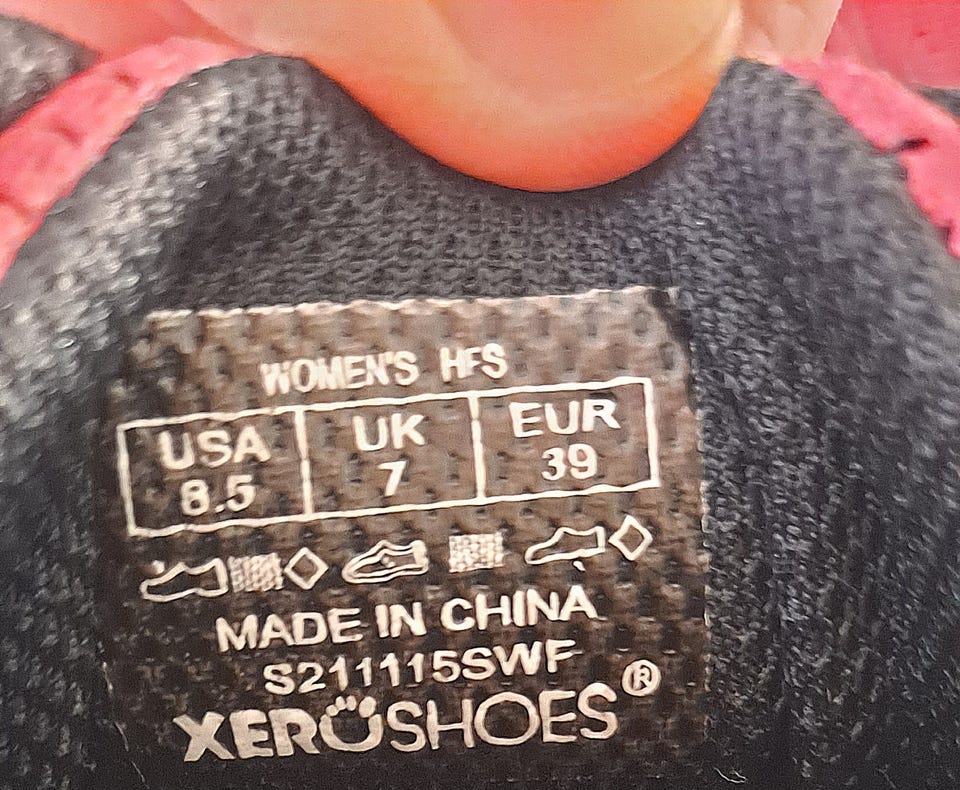 WOMEN'S HFS
USA UK EUR
8.5 7 39
MADE IN CHINA
S211115SWF
XEROSHOES®